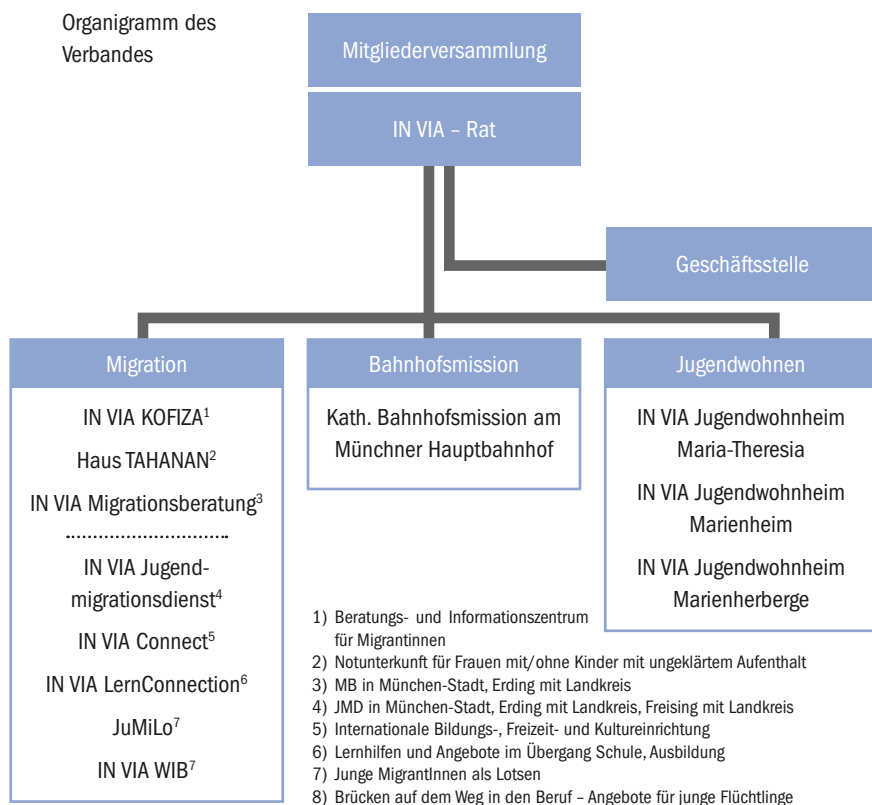 Organigramm des
Verbandes
Mitgliederversammlung
IN VIA – Rat
Geschäftsstelle
Migration
IN VIA KOFIZA¹
Haus TAHANAN²
IN VIA Migrationsberatung³
IN VIA Jugend-
migrationsdienst⁴
IN VIA Connect⁵
IN VIA LernConnection⁶
JuMiLo⁷
IN VIA WIB⁷
Bahnhofsmission
Kath. Bahnhofsmission am
Münchner Hauptbahnhof
Jugendwohnen
IN VIA Jugendwohnheim
Maria-Theresia
IN VIA Jugendwohnheim
Marienheim
IN VIA Jugendwohnheim
Marienherberge
1) Beratungs- und Informationszentrum
für Migrantinnen
2) Notunterkunft für Frauen mit/ohne Kinder mit ungeklärtem Aufenthalt
3) MB in München-Stadt, Erding mit Landkreis
4) JMD in München-Stadt, Erding mit Landkreis, Freising mit Landkreis
5) Internationale Bildungs-, Freizeit- und Kultureinrichtung
6) Lernhilfen und Angebote im Übergang Schule, Ausbildung
7) Junge MigrantInnen als Lotsen
8) Brücken auf dem Weg in den Beruf – Angebote für junge Flüchtlinge